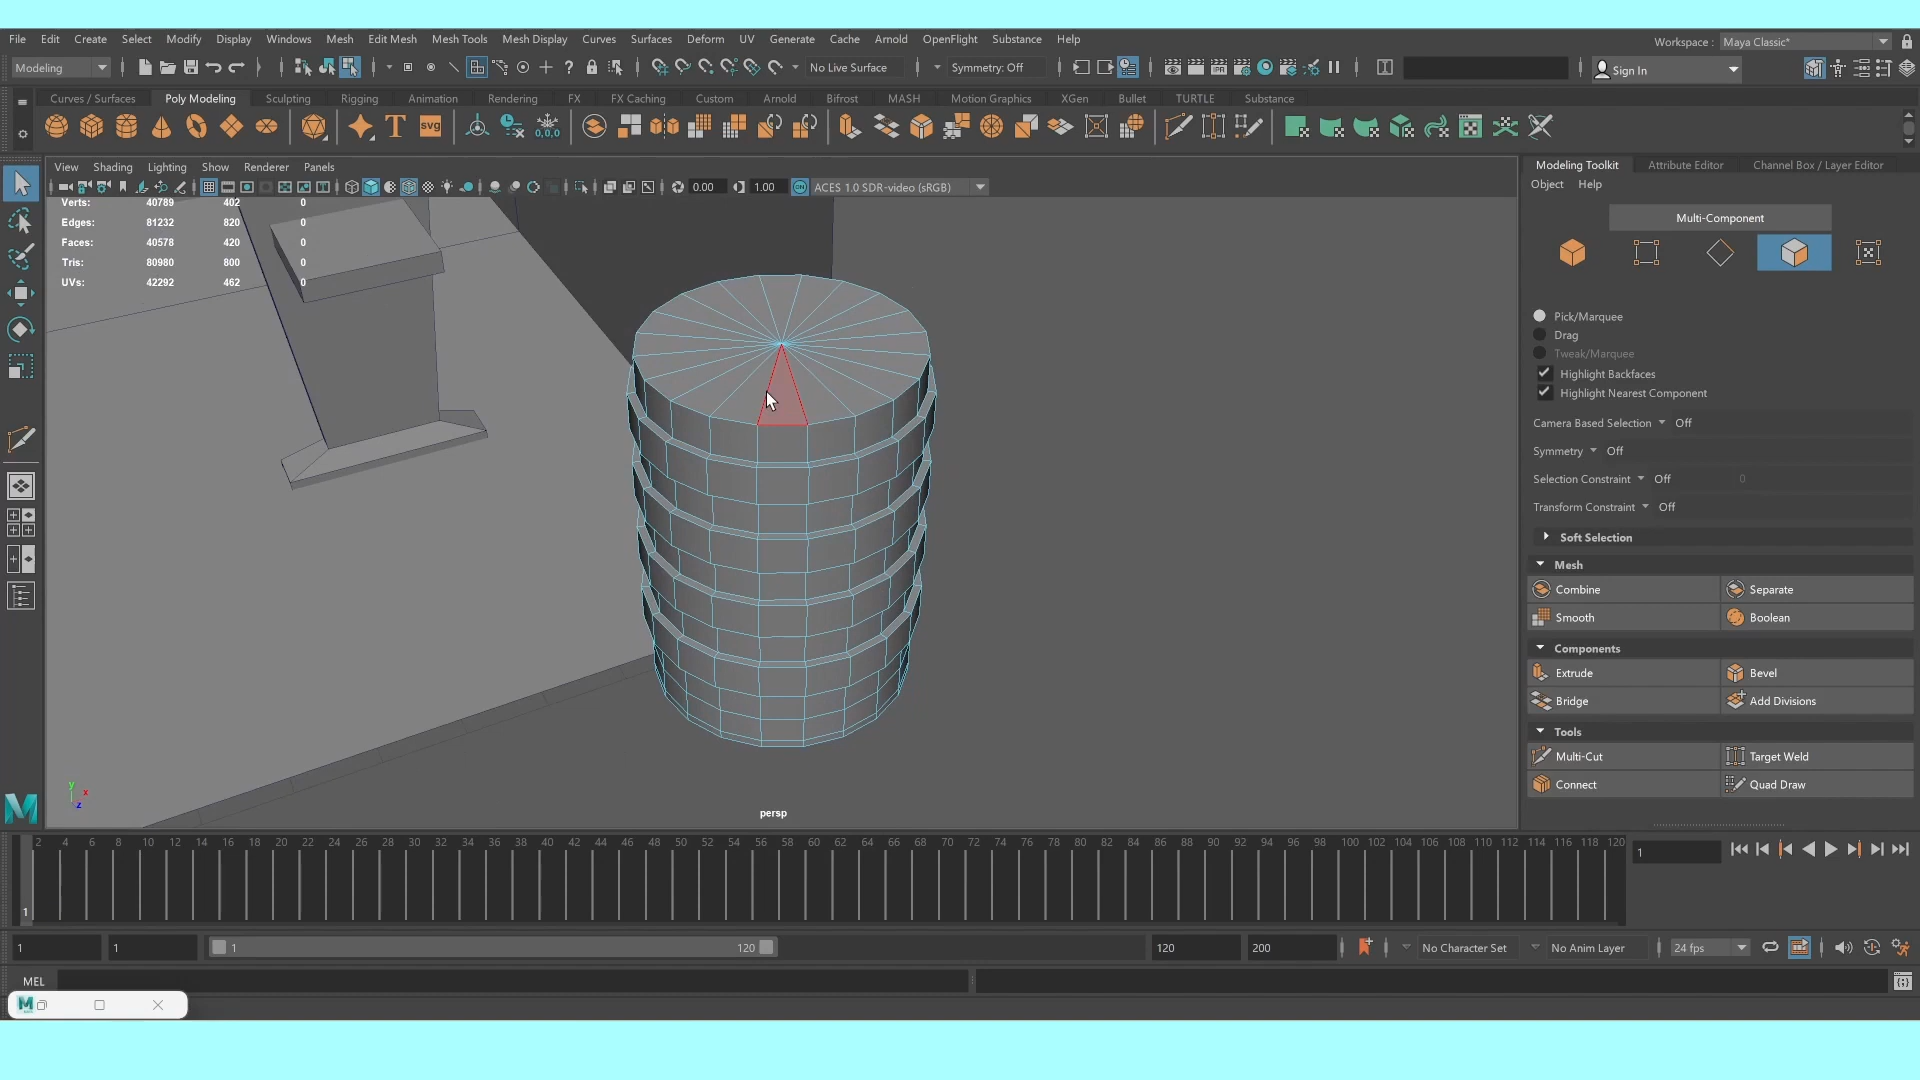 File Edit Create Select Modify Display Windows Mesh Edit Mesh Mesh Tools Mesh Display Curves Surfaces Deform UV Generate Cache Arnold OpenFlight Substance Help
Workspace : Maya Classic*
Modeling
No Live Surface
Symmetry: Off
Sign In
Curves / Surfaces Poly Modeling Sculpting Rigging Animation Rendering FX FX Caching Custom Arnold Bifrost MASH Motion Graphics XGen Bullet TURTLE Substance
T svg 0,0,0
View Shading Lighting Show Renderer Panels
0.00 1.00 ON ACES 1.0 SDR-video (sRGB)
Verts: 40789 402 0
Edges: 81232 820 0
Faces: 40578 420 0
Tris: 80980 800 0
UVs: 42292 462 0
y x z
persp
Modeling Toolkit Attribute Editor Channel Box / Layer Editor
Object Help
Multi-Component
Pick/Marquee
Drag
Tweak/Marquee
Highlight Backfaces
Highlight Nearest Component
Camera Based Selection Off
Symmetry Off
Selection Constraint Off 0
Transform Constraint Off
Soft Selection
Mesh
Combine Separate
Smooth Boolean
Components
Extrude Bevel
Bridge Add Divisions
Tools
Multi-Cut Target Weld
Connect Quad Draw
2 4 6 8 10 12 14 16 18 20 22 24 26 28 30 32 34 36 38 40 42 44 46 48 50 52 54 56 58 60 62 64 66 68 70 72 74 76 78 80 82 84 86 88 90 92 94 96 98 100 102 104 106 108 110 112 114 116 118 120
1
1
1 1 1 120 120 200 No Character Set No Anim Layer 24 fps
MEL